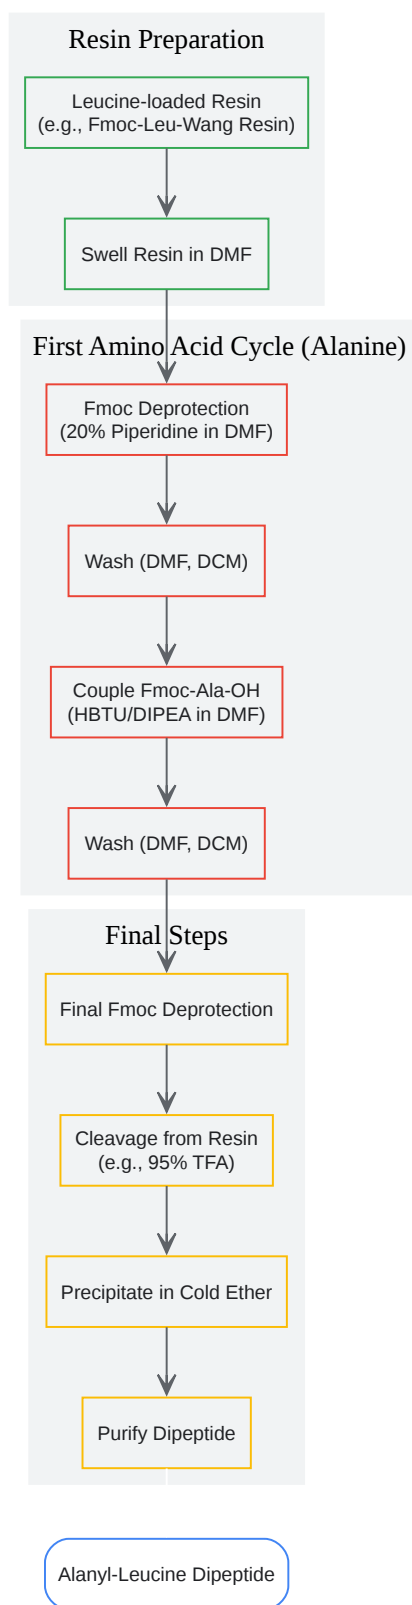 Resin Preparation
Leucine-loaded Resin
(e.g., Fmoc-Leu-Wang Resin)
Swell Resin in DMF
First Amino Acid Cycle (Alanine)
Fmoc Deprotection
(20% Piperidine in DMF)
Wash (DMF, DCM)
Couple Fmoc-Ala-OH
(HBTU/DIPEA in DMF)
Wash (DMF, DCM)
Final Steps
Final Fmoc Deprotection
Cleavage from Resin
(e.g., 95% TFA)
Precipitate in Cold Ether
Purify Dipeptide
Alanyl-Leucine Dipeptide